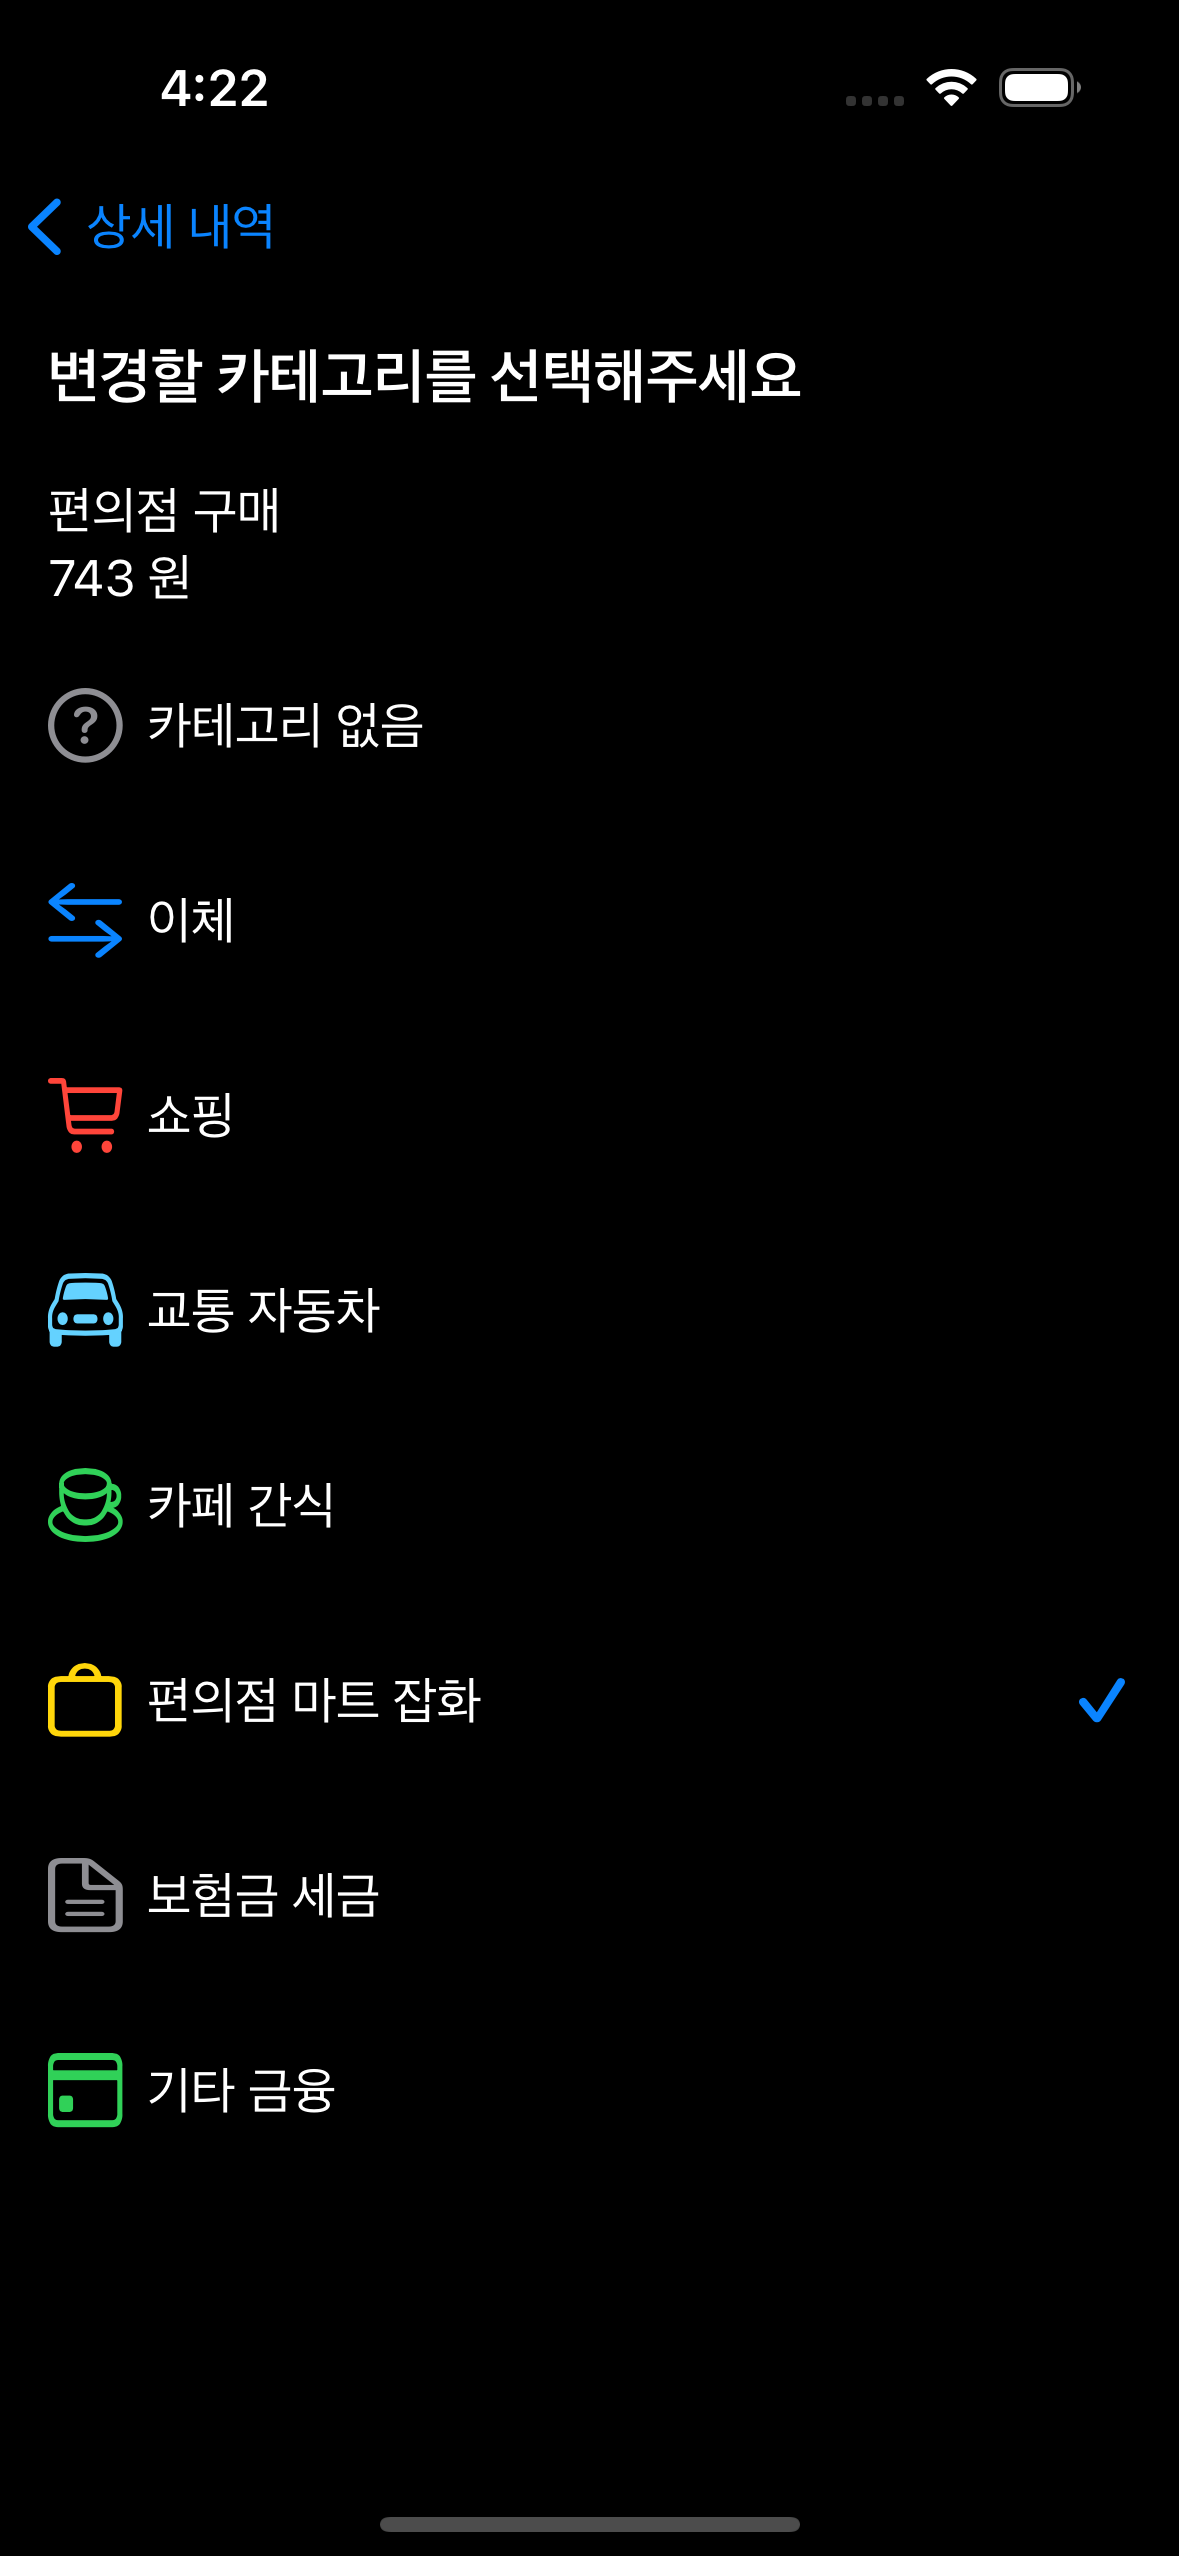 4:22
상세 내역
변경할 카테고리를 선택해주세요
편의점 구매
743 원
카테고리 없음
이체
쇼핑
교통 자동차
카페 간식
편의점 마트 잡화
보험금 세금
기타 금융